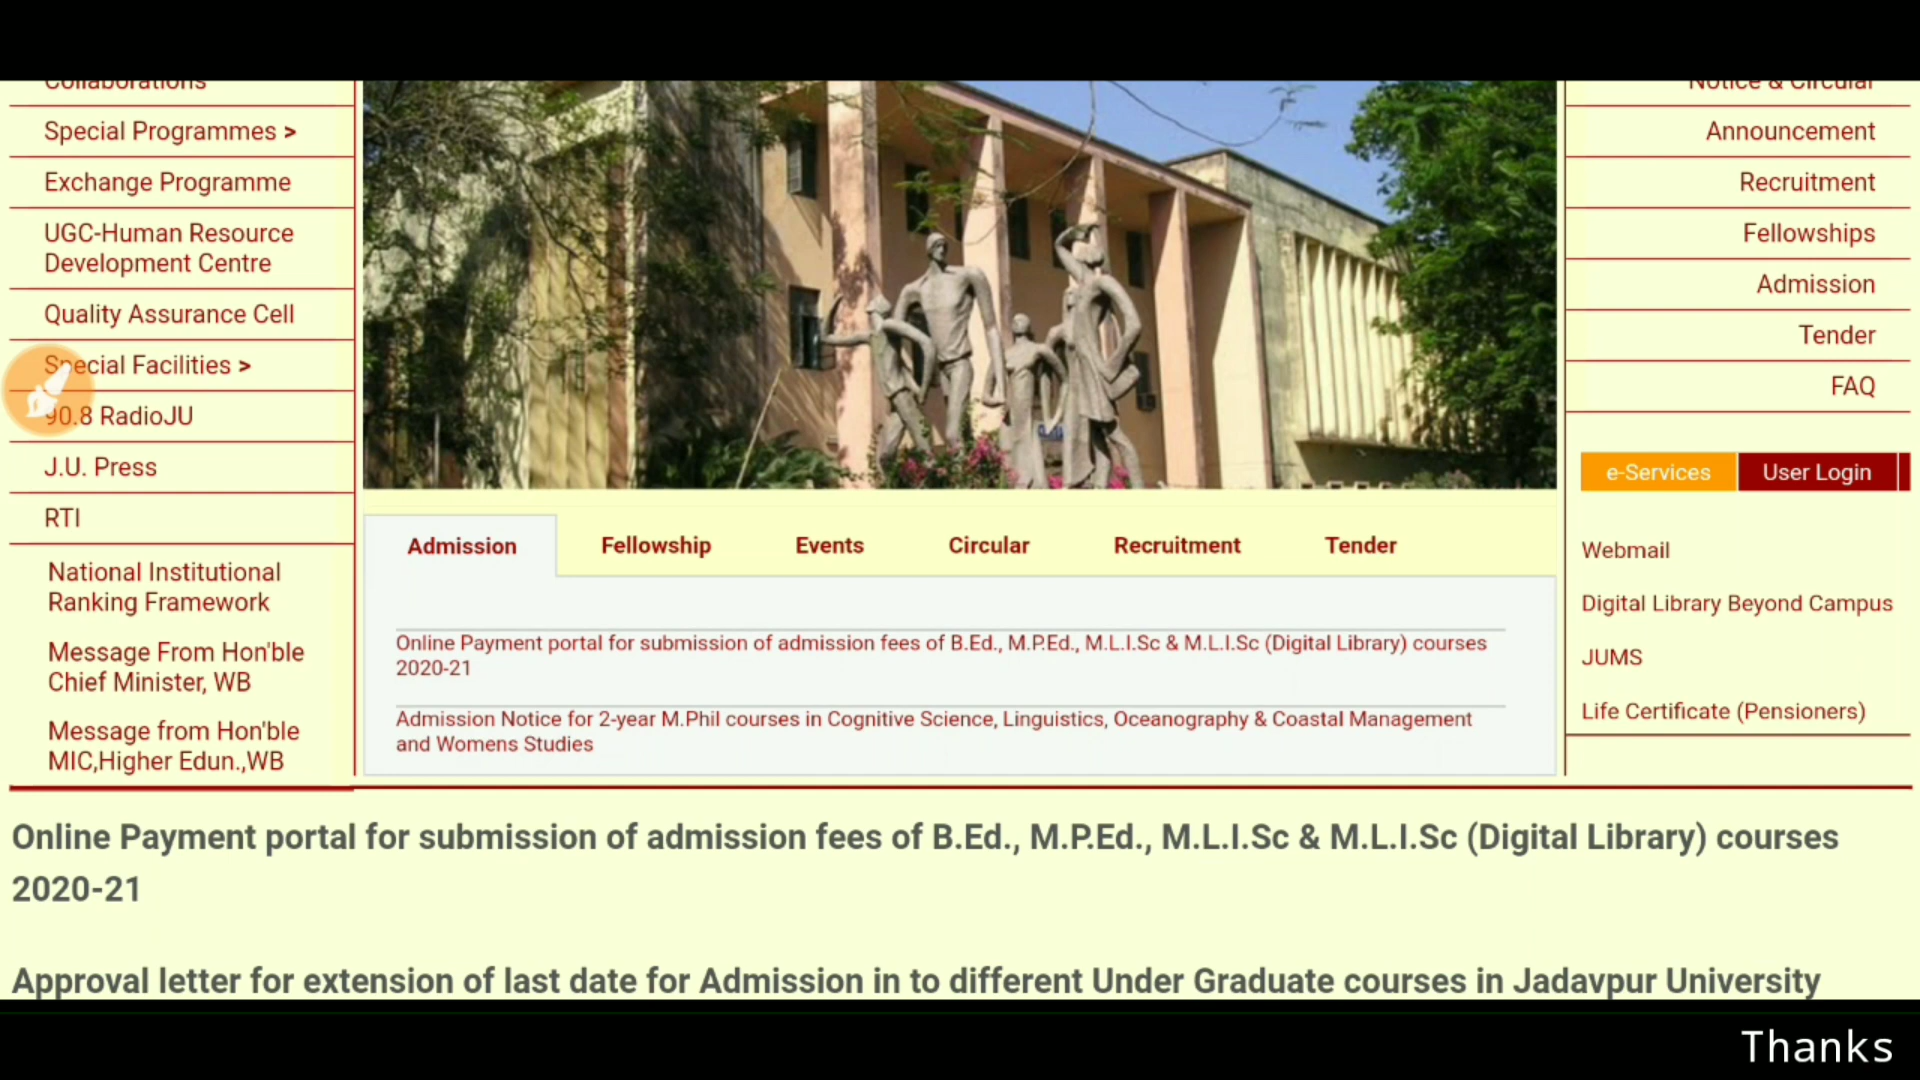 Collaborations
Special Programmes >
Exchange Programme
UGC-Human Resource
Development Centre
Quality Assurance Cell
Special Facilities >
90.8 RadioJU
J.U. Press
RTI
National Institutional
Ranking Framework
Message From Hon'ble
Chief Minister, WB
Message from Hon'ble
MIC,Higher Edun.,WB
Admission Fellowship Events Circular Recruitment Tender
Online Payment portal for submission of admission fees of B.Ed., M.P.Ed., M.L.I.Sc & M.L.I.Sc (Digital Library) courses
2020-21
Admission Notice for 2-year M.Phil courses in Cognitive Science, Linguistics, Oceanography & Coastal Management
and Womens Studies
Notice & Circular
Announcement
Recruitment
Fellowships
Admission
Tender
FAQ
e-Services User Login
Webmail
Digital Library Beyond Campus
JUMS
Life Certificate (Pensioners)
Online Payment portal for submission of admission fees of B.Ed., M.P.Ed., M.L.I.Sc & M.L.I.Sc (Digital Library) courses
2020-21
Approval letter for extension of last date for Admission in to different Under Graduate courses in Jadavpur University
Thanks